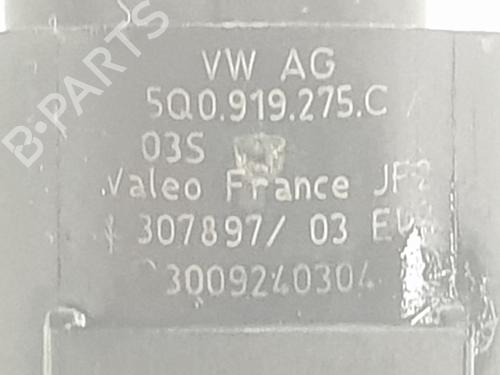 B-PARTS
VW AG
5Q0.919.275.C
03S
.Valeo France
307897/ 03
3009240304